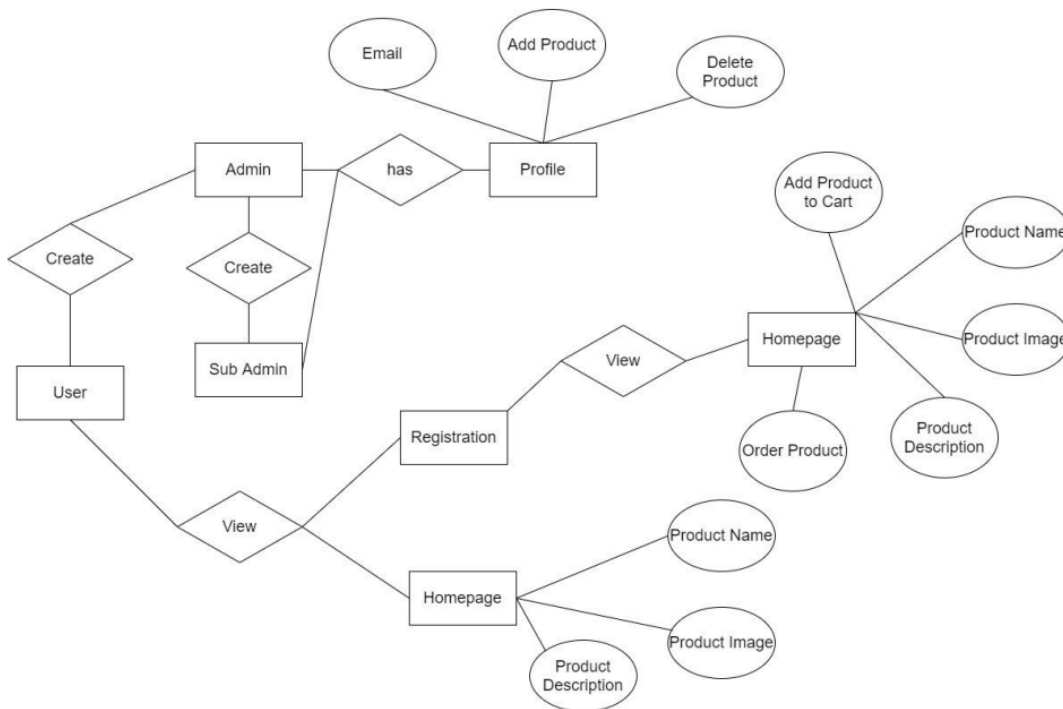 Email
Add Product
Delete
Product
Admin
has
Profile
Add Product
to Cart
Product Name
Create
Create
Homepage
Product Image
Sub Admin
View
User
Registration
Order Product
Product
Description
View
Product Name
Homepage
Product Image
Product
Description